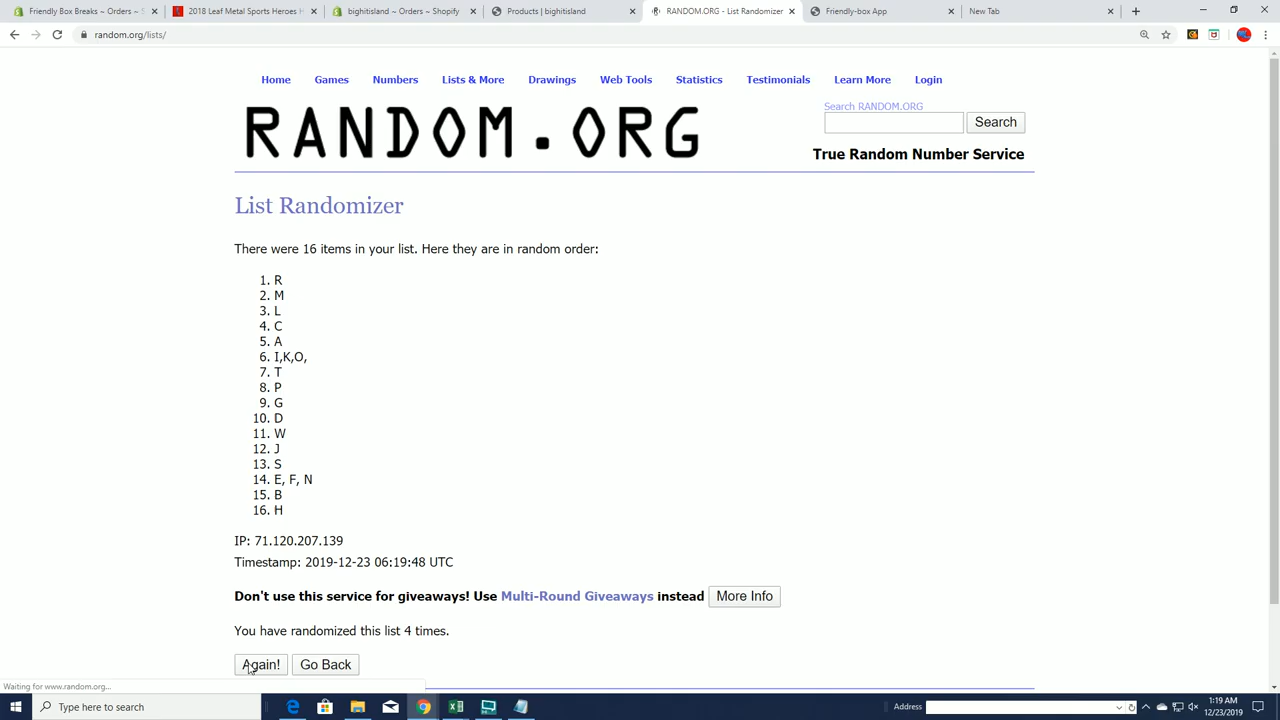 Friendly Box Breaks ~ Orders ~ S
2018 Leaf Metal Sports Heroes H
bighitisland ~ Orders ~ Shopify
Products | bighitisland
RANDOM.ORG - List Randomizer
Friendly-box App
New Tab
random.org/lists/
Home Games Numbers Lists & More Drawings Web Tools Statistics Testimonials Learn More Login
RANDOM.ORG
Search RANDOM.ORG
Search
True Random Number Service
List Randomizer
There were 16 items in your list. Here they are in random order:
1. R
2. M
3. L
4. C
5. A
6. I,K,O,
7. T
8. P
9. G
10. D
11. W
12. J
13. S
14. E, F, N
15. B
16. H
IP: 71.120.207.139
Timestamp: 2019-12-23 06:19:48 UTC
Don't use this service for giveaways! Use Multi-Round Giveaways instead More Info
You have randomized this list 4 times.
Again! Go Back
Waiting for www.random.org...
Type here to search
Address
1:19 AM
12/23/2019